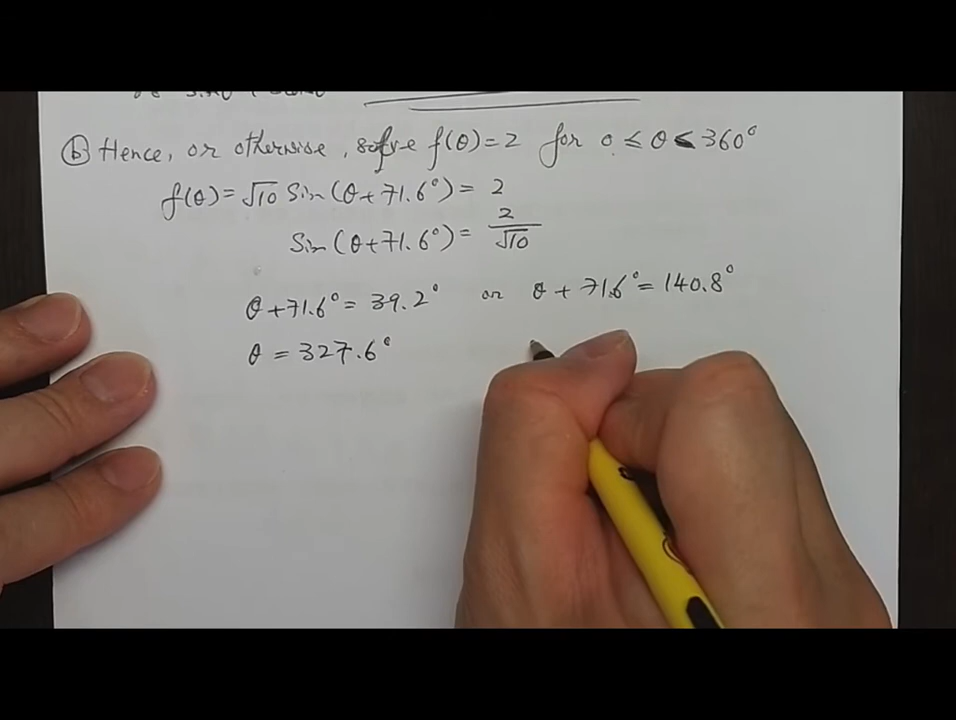 ⓑ Hence, or otherwise, solve f(θ)=2 for 0 ≤ θ < 360°
f(θ) = √10 Sin(θ+71.6°) = 2
Sin(θ+71.6°) = 2/√10
θ+71.6° = 39.2° or θ+71.6° = 140.8°
θ = 327.6°